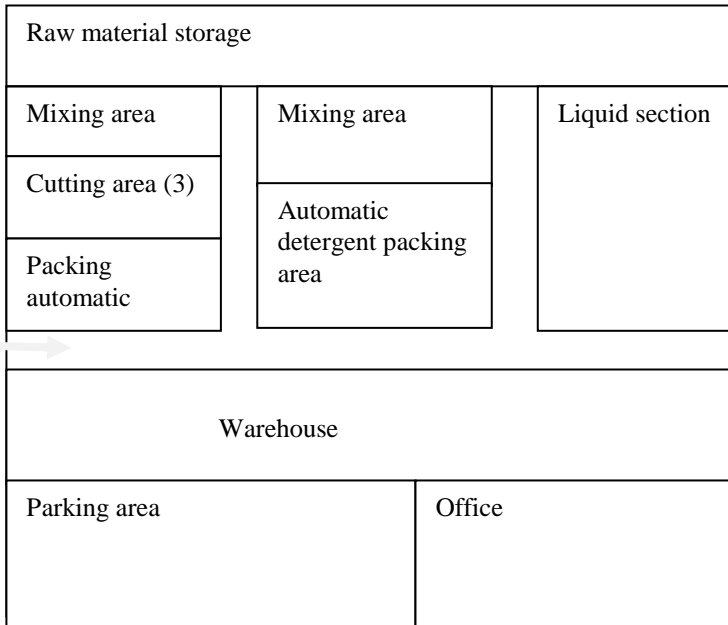 Raw material storage
Mixing area
Cutting area (3)
Packing
automatic
Mixing area
Automatic
detergent packing
area
Liquid section
Warehouse
Parking area
Office